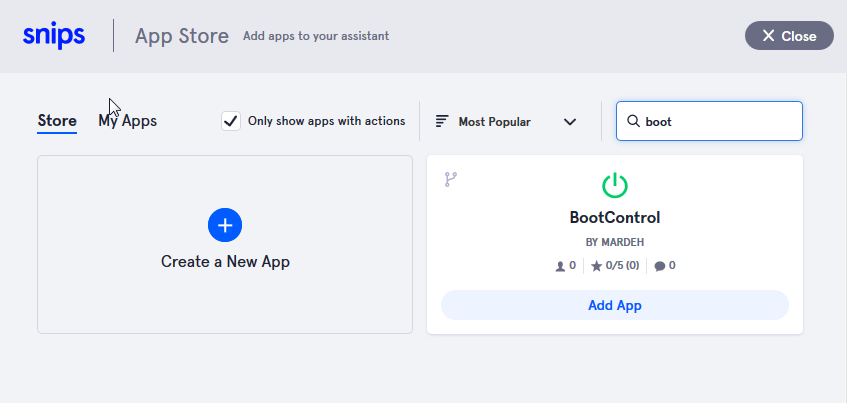 snips
App Store
Add apps to your assistant
Close
Store
My Apps
Only show apps with actions
Most Popular
boot
Create a New App
BootControl
BY MARDEH
0
0/5 (0)
0
Add App